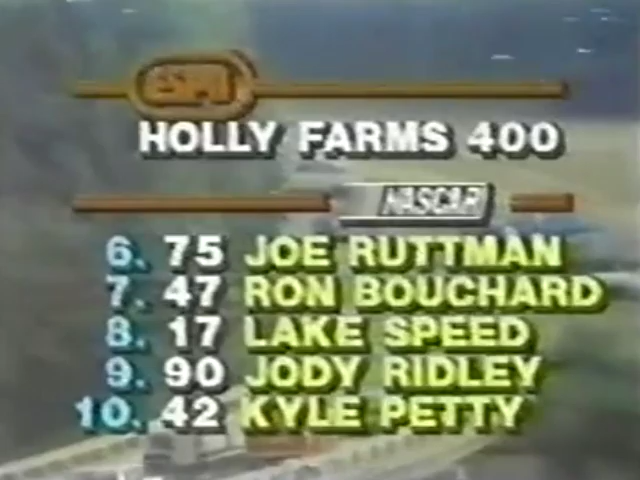 ESPN
HOLLY FARMS 400
NASCAR
6. 75 JOE RUTTMAN
7. 47 RON BOUCHARD
8. 17 LAKE SPEED
9. 90 JODY RIDLEY
10. 42 KYLE PETTY